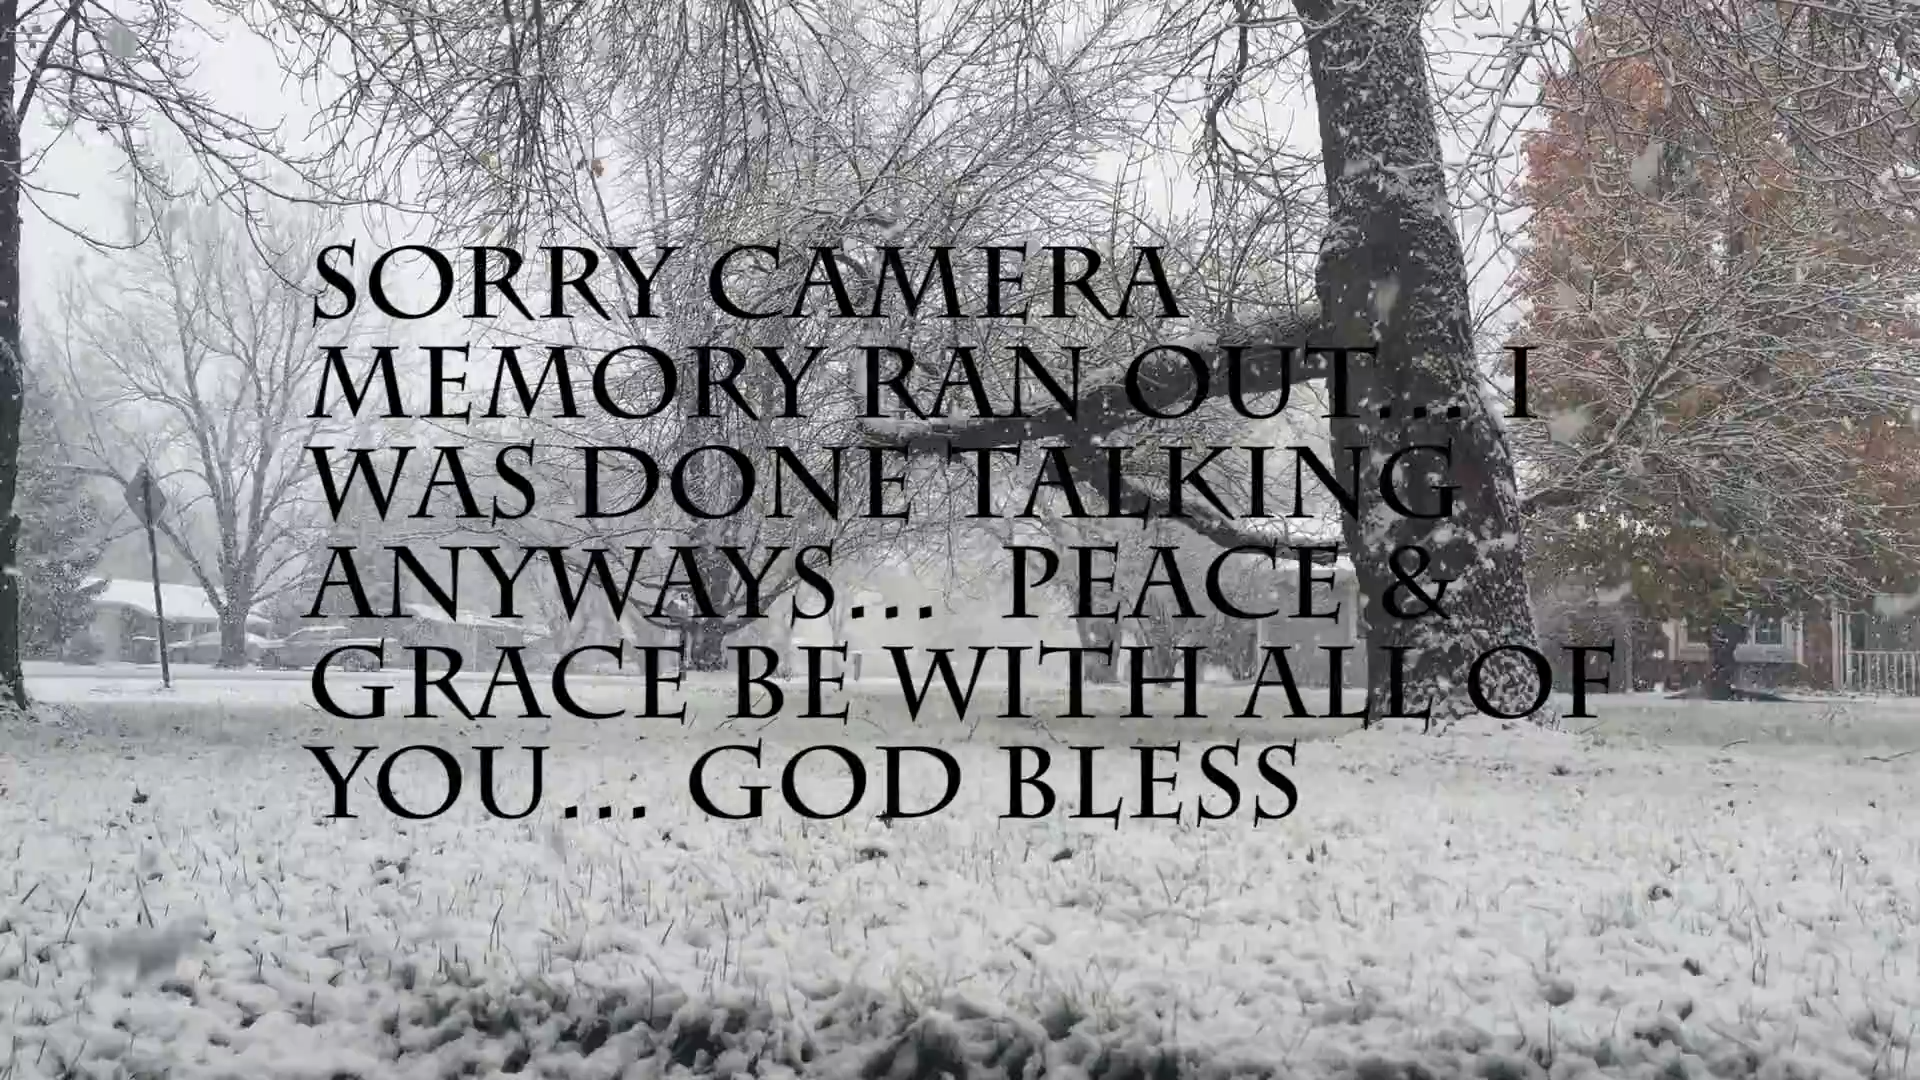 SORRY CAMERA
MEMORY RAN OUT... I
WAS DONE TALKING
ANYWAYS... PEACE &
GRACE BE WITH ALL OF
YOU... GOD BLESS